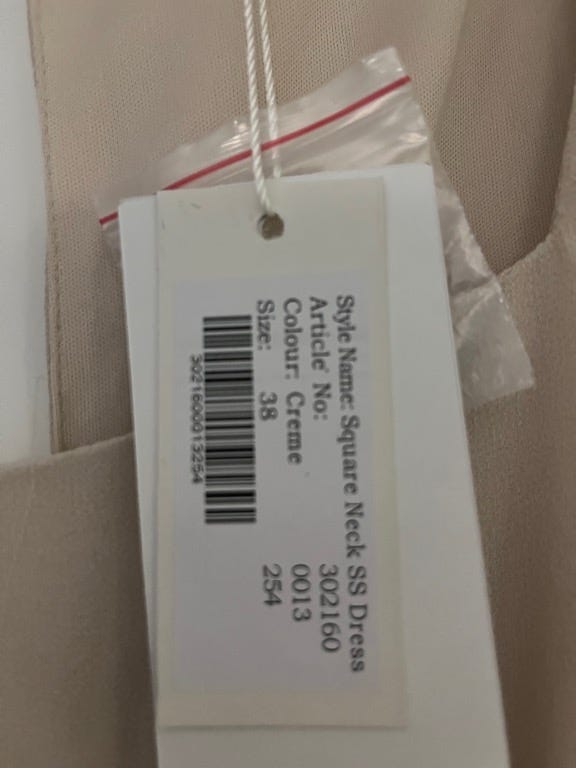 Style Name: Square Neck SS Dress
Article No: 302160
Colour: Creme 0013
Size: 38 254
3021600013254